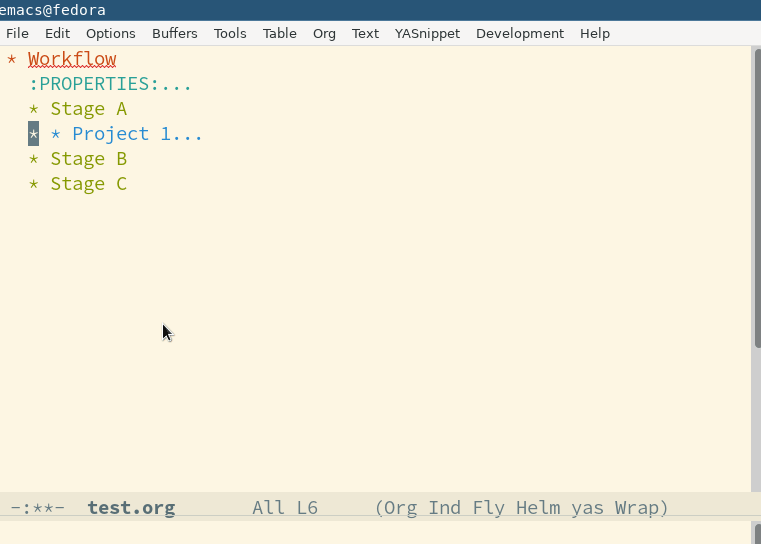 emacs@fedora
File Edit Options Buffers Tools Table Org Text YASnippet Development Help
* Workflow
:PROPERTIES:...
* Stage A
* * Project 1...
* Stage B
* Stage C
-:**- test.org All L6 (Org Ind Fly Helm yas Wrap)